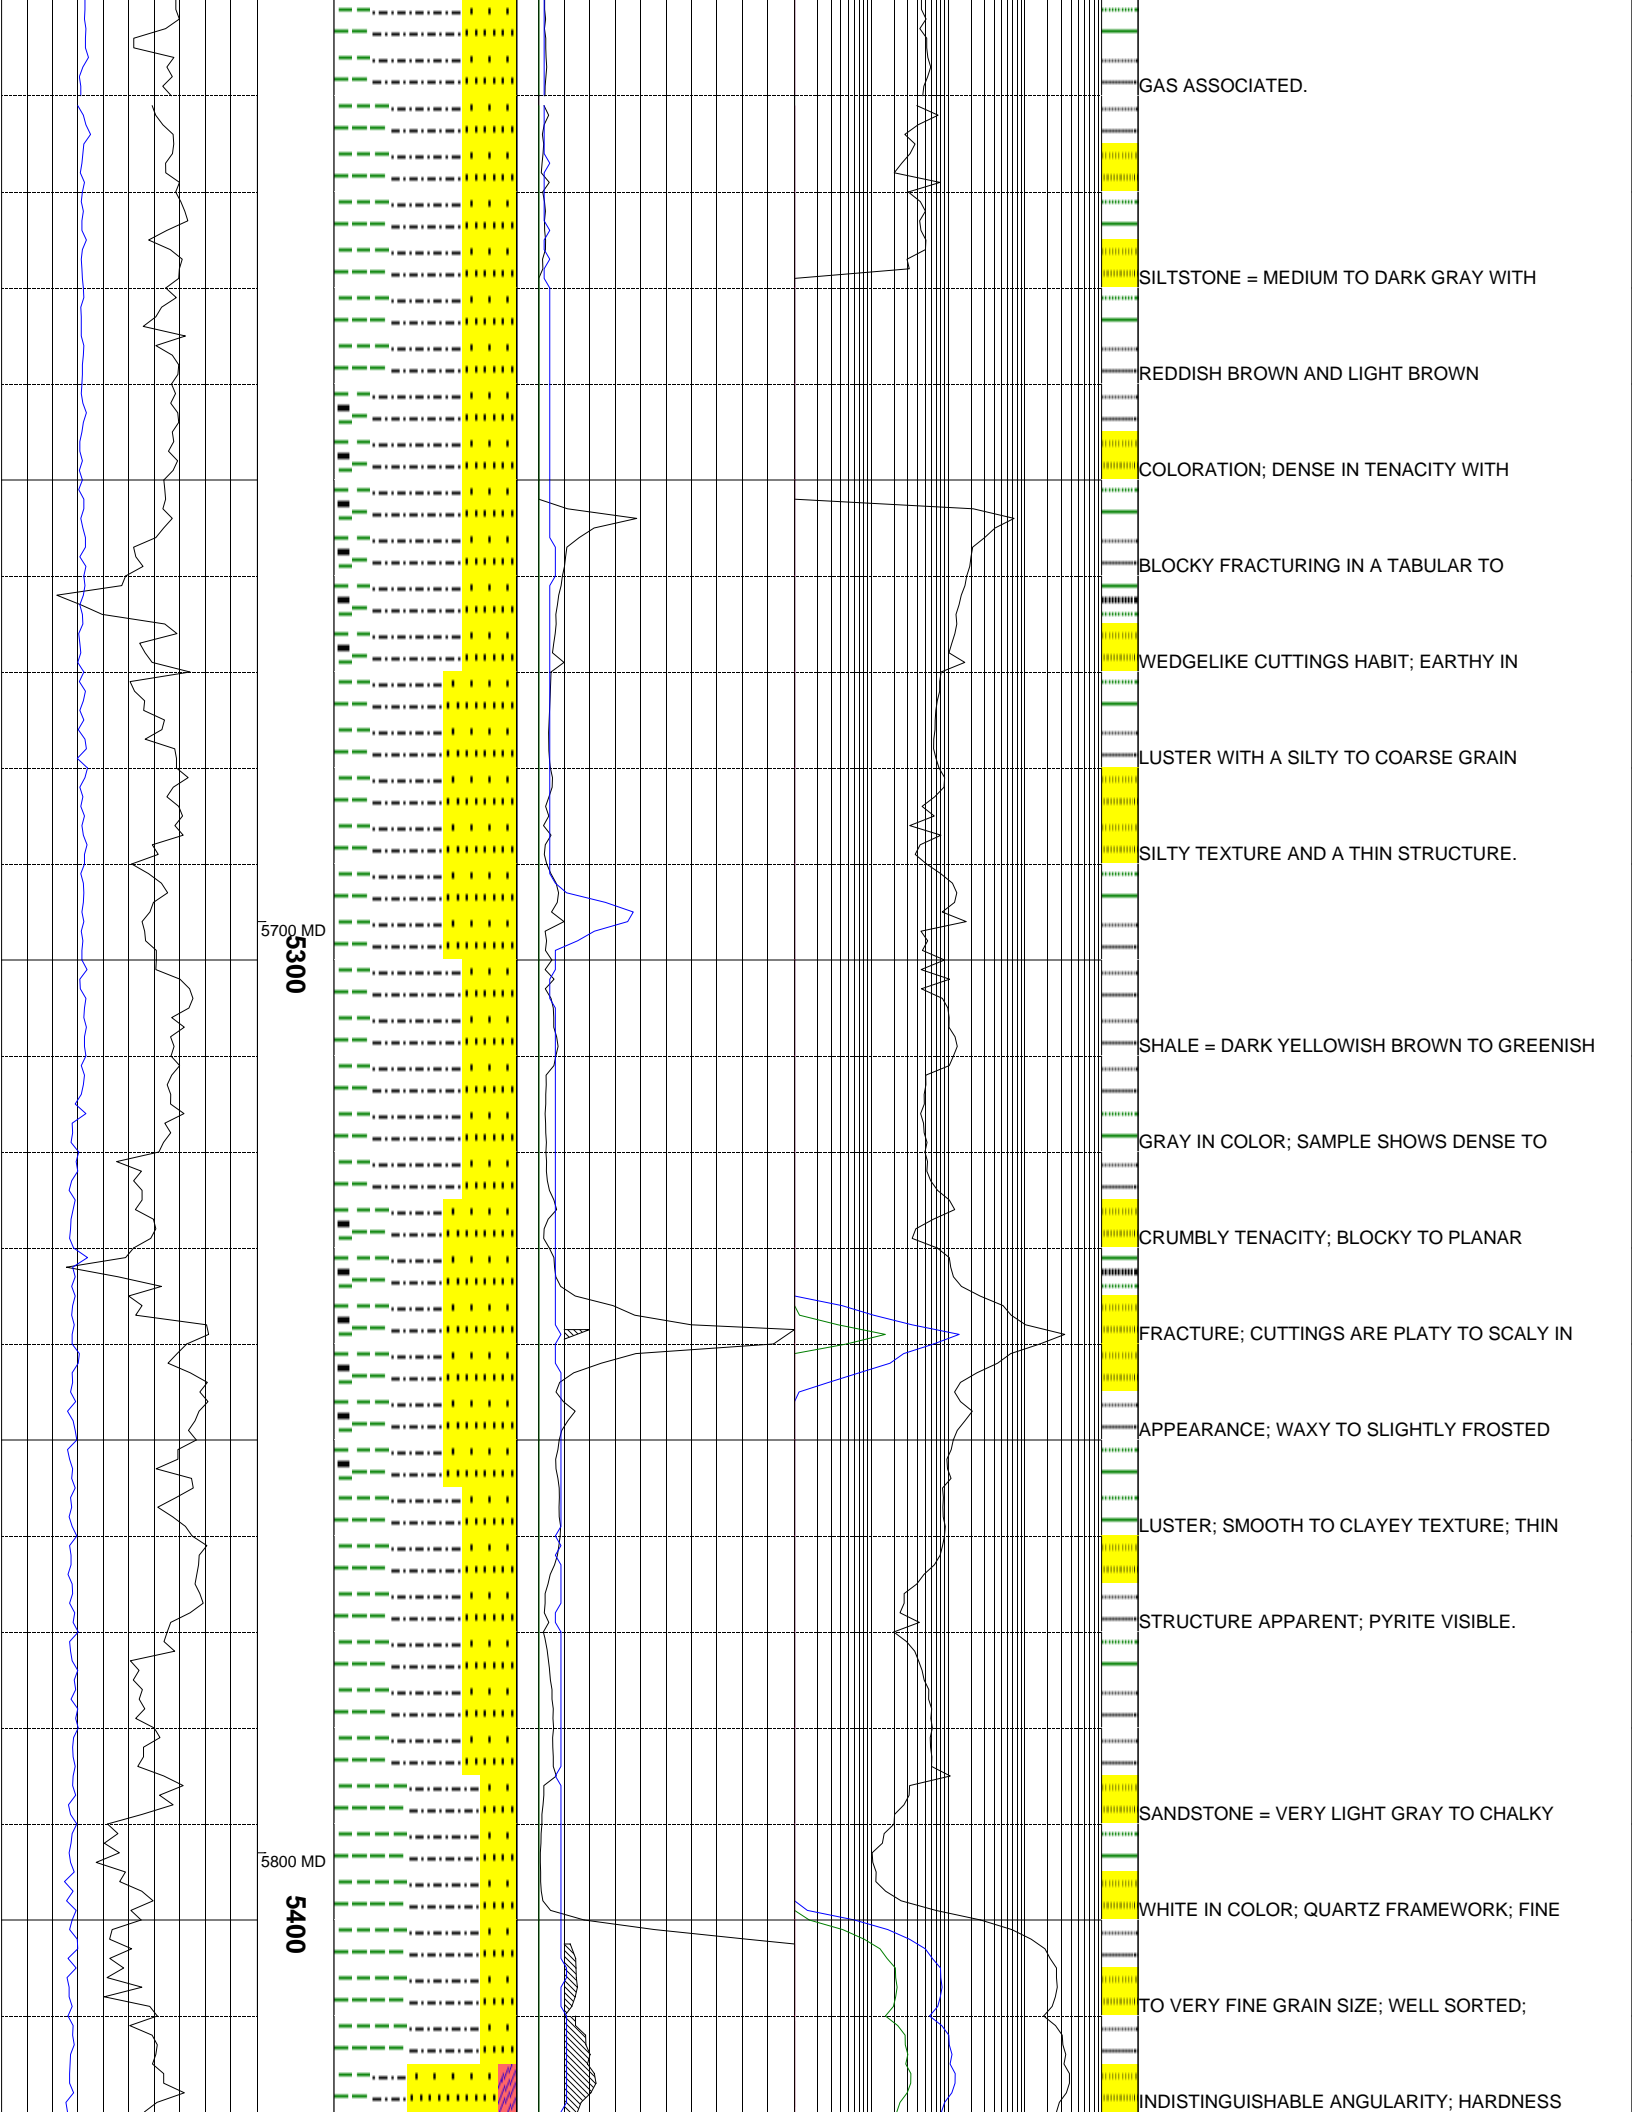 GAS ASSOCIATED.
SILTSTONE = MEDIUM TO DARK GRAY WITH
REDDISH BROWN AND LIGHT BROWN
COLORATION; DENSE IN TENACITY WITH
BLOCKY FRACTURING IN A TABULAR TO
WEDGELIKE CUTTINGS HABIT; EARTHY IN
LUSTER WITH A SILTY TO COARSE GRAIN
SILTY TEXTURE AND A THIN STRUCTURE.
5700 MD
5300
SHALE = DARK YELLOWISH BROWN TO GREENISH
GRAY IN COLOR; SAMPLE SHOWS DENSE TO
CRUMBLY TENACITY; BLOCKY TO PLANAR
FRACTURE; CUTTINGS ARE PLATY TO SCALY IN
APPEARANCE; WAXY TO SLIGHTLY FROSTED
LUSTER; SMOOTH TO CLAYEY TEXTURE; THIN
STRUCTURE APPARENT; PYRITE VISIBLE.
SANDSTONE = VERY LIGHT GRAY TO CHALKY
5800 MD
5400
WHITE IN COLOR; QUARTZ FRAMEWORK; FINE
TO VERY FINE GRAIN SIZE; WELL SORTED;
INDISTINGUISHABLE ANGULARITY; HARDNESS